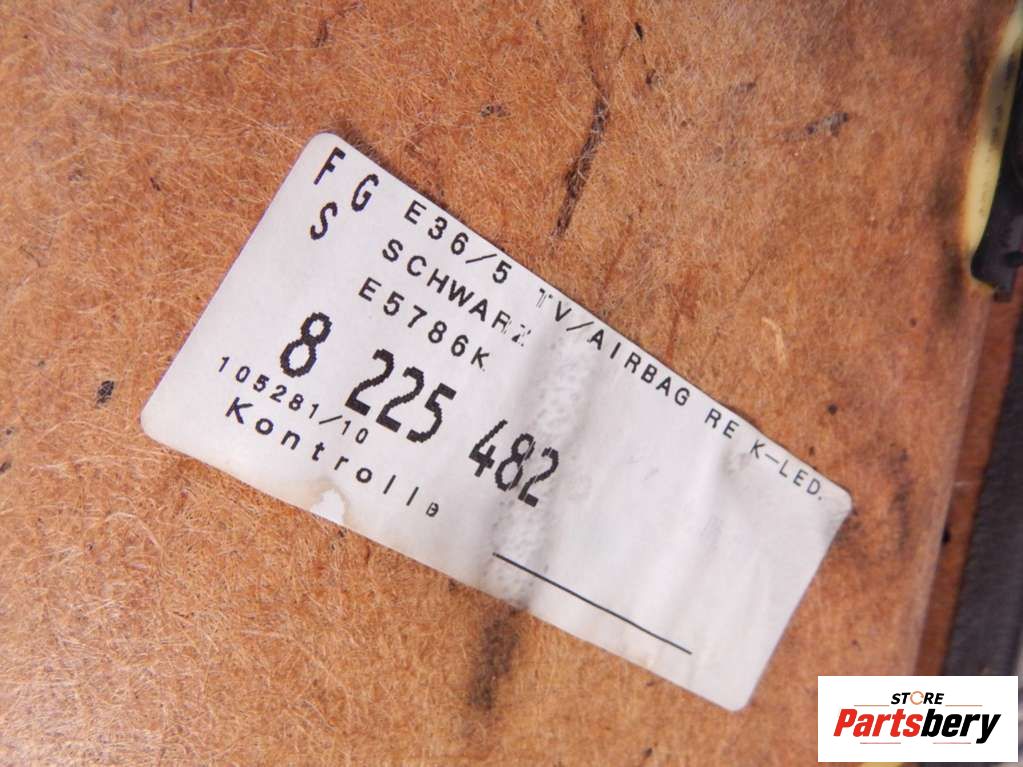 FG E36/5 TV/AIRBAG RE K-LED.
S SCHWARZ
E5786K
8 225 482
105281/10
Kontrolle
STORE
Partsbery